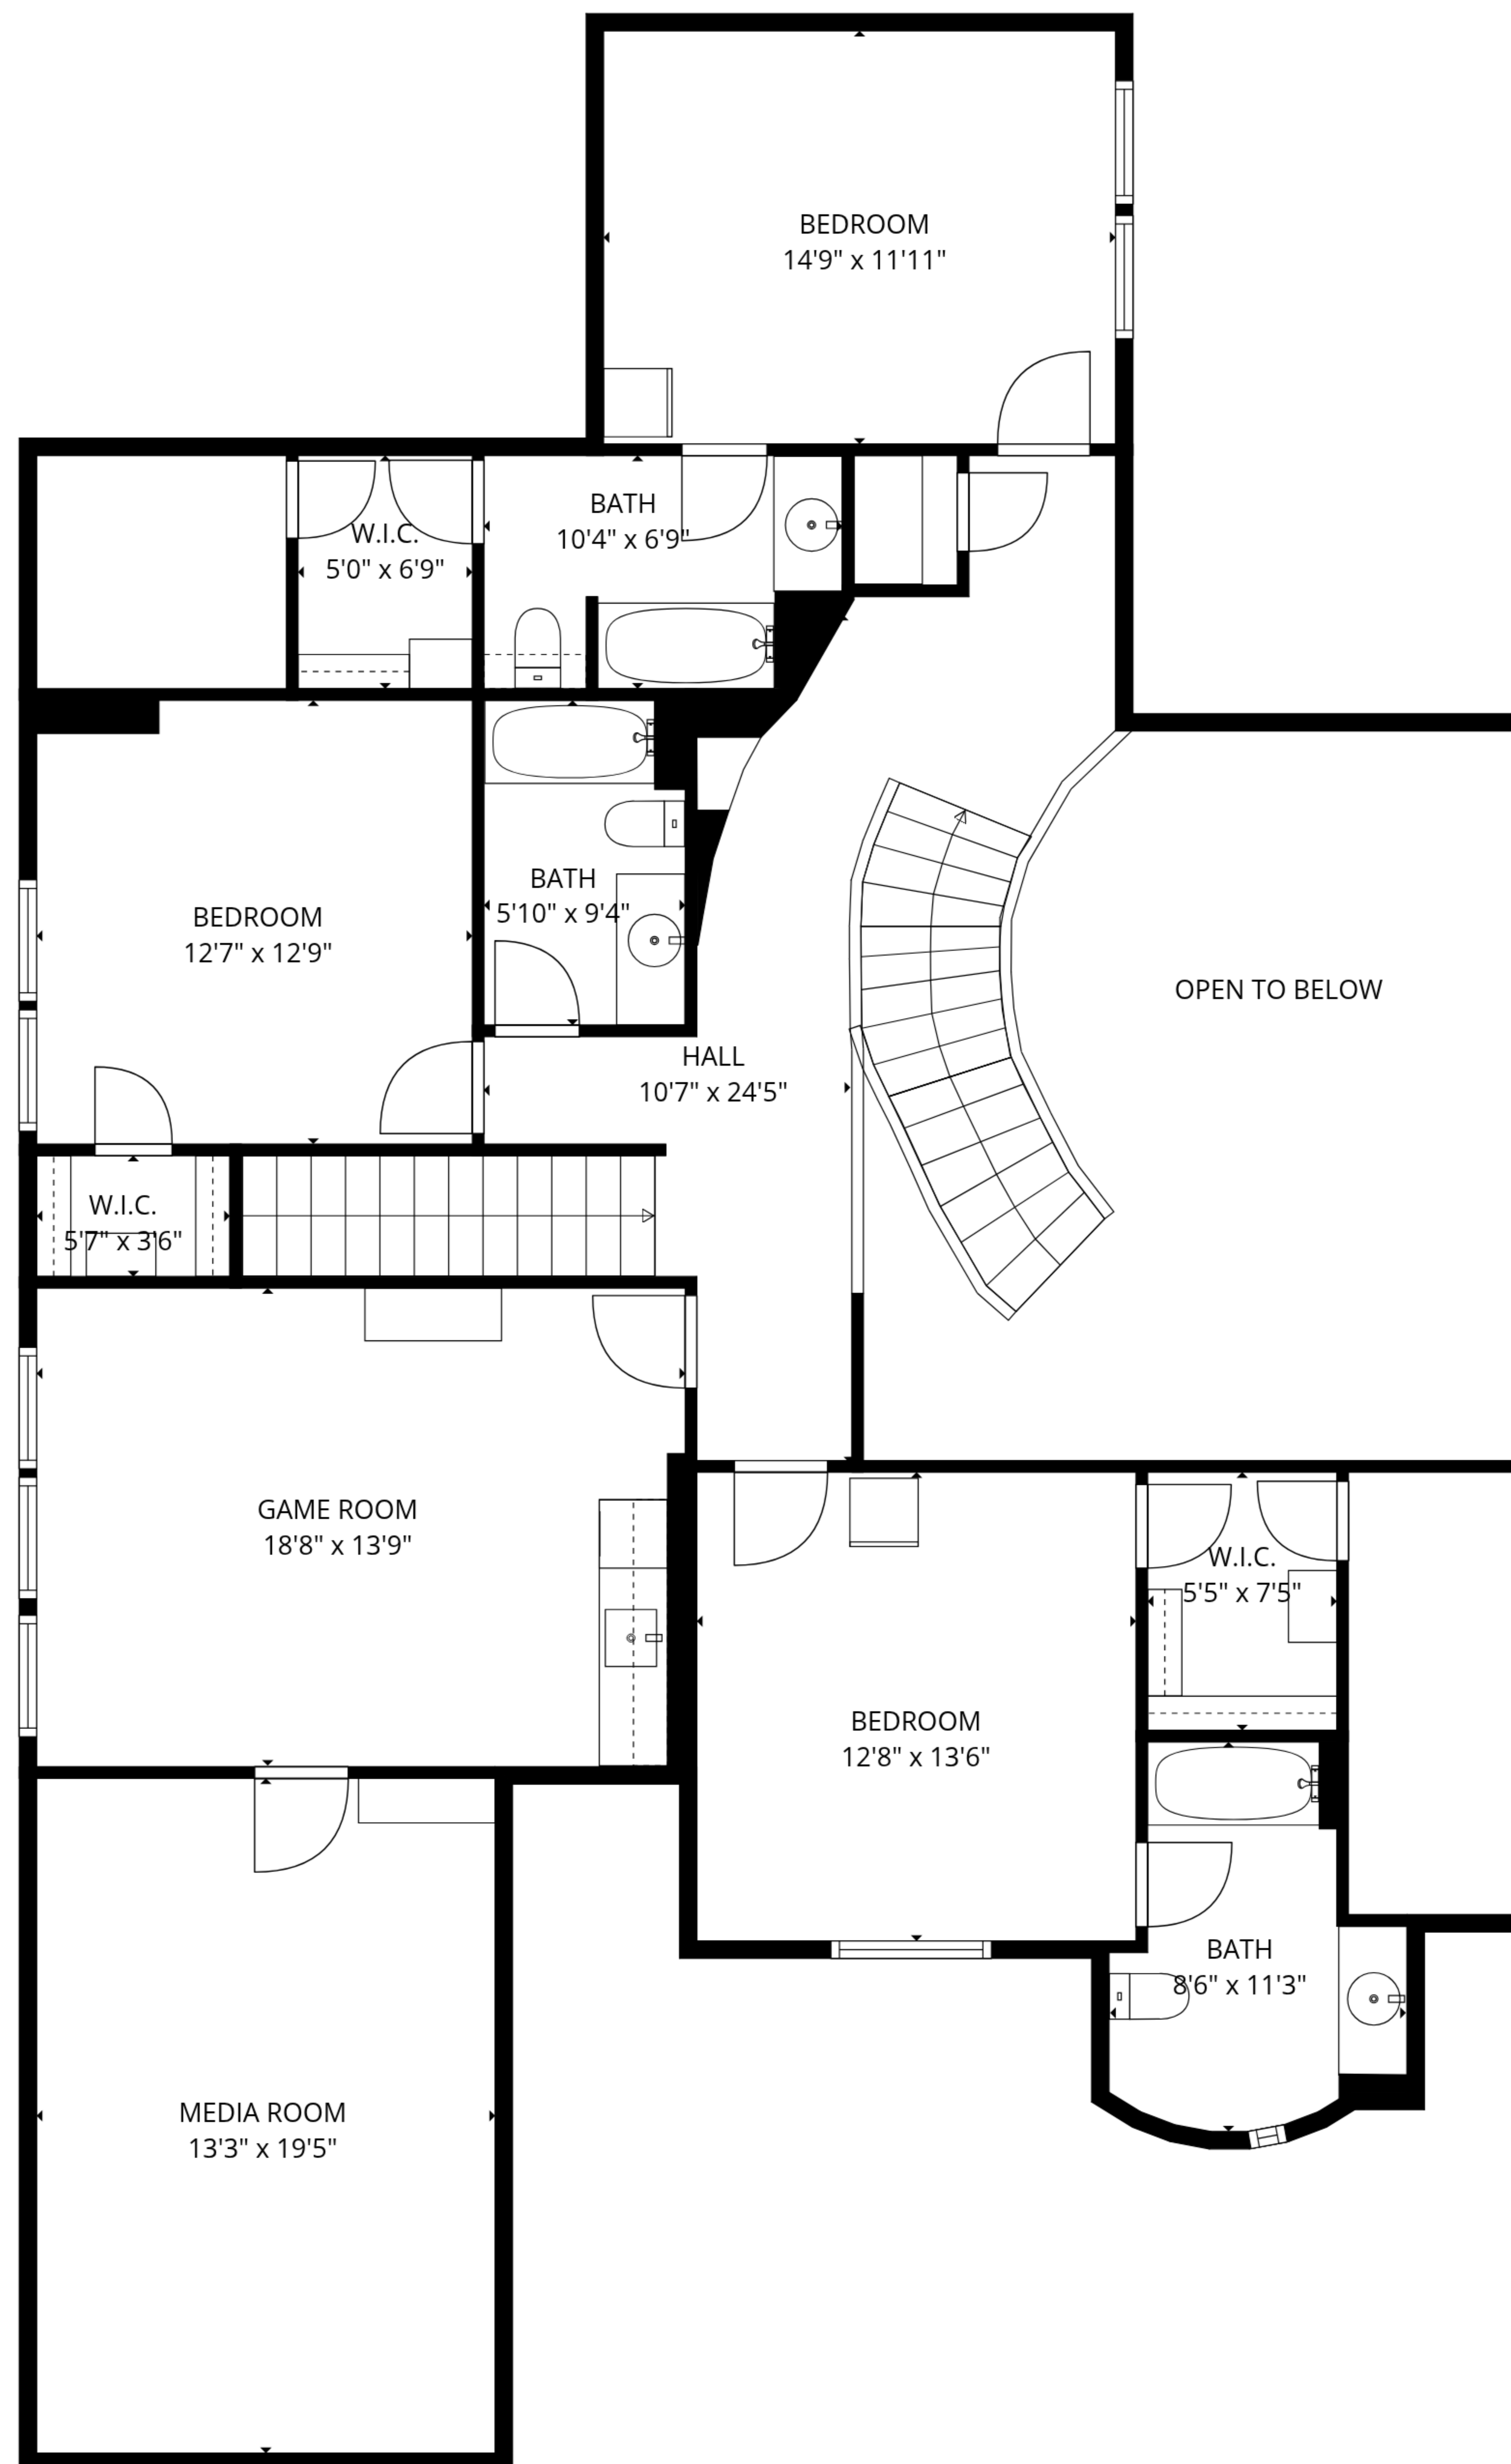 BEDROOM
14'9" x 11'11"
BATH
10'4" x 6'9"
W.I.C.
5'0" x 6'9"
BATH
5'10" x 9'4"
BEDROOM
12'7" x 12'9"
OPEN TO BELOW
HALL
10'7" x 24'5"
W.I.C.
5'7" x 3'6"
GAME ROOM
18'8" x 13'9"
W.I.C.
5'5" x 7'5"
BEDROOM
12'8" x 13'6"
BATH
8'6" x 11'3"
MEDIA ROOM
13'3" x 19'5"